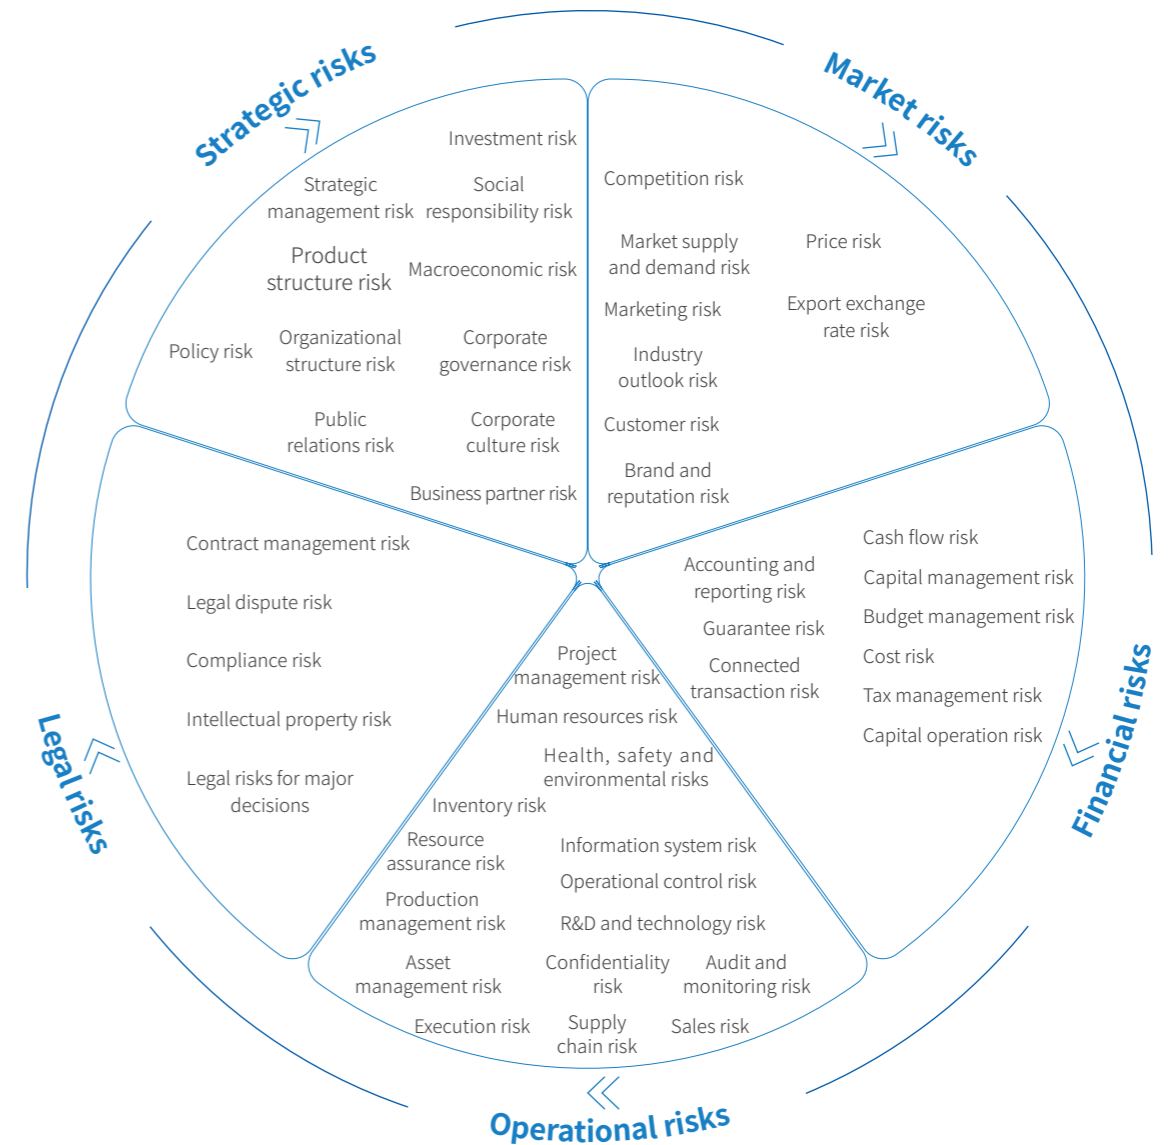 Strategic risks
Investment risk
Strategic
management risk
Social
responsibility risk
Product
structure risk
Macroeconomic risk
Policy risk
Organizational
structure risk
Corporate
governance risk
Public
relations risk
Corporate
culture risk
Business partner risk
Market risks
Competition risk
Market supply
and demand risk
Price risk
Marketing risk
Export exchange
rate risk
Industry
outlook risk
Customer risk
Brand and
reputation risk
Financial risks
Accounting and
reporting risk
Guarantee risk
Connected
transaction risk
Cash flow risk
Capital management risk
Budget management risk
Cost risk
Tax management risk
Capital operation risk
Operational risks
Project
management risk
Human resources risk
Health, safety and
environmental risks
Inventory risk
Resource
assurance risk
Information system risk
Operational control risk
Production
management risk
R&D and technology risk
Asset
management risk
Confidentiality
risk
Audit and
monitoring risk
Execution risk
Supply
chain risk
Sales risk
Legal risks
Contract management risk
Legal dispute risk
Compliance risk
Intellectual property risk
Legal risks for major
decisions